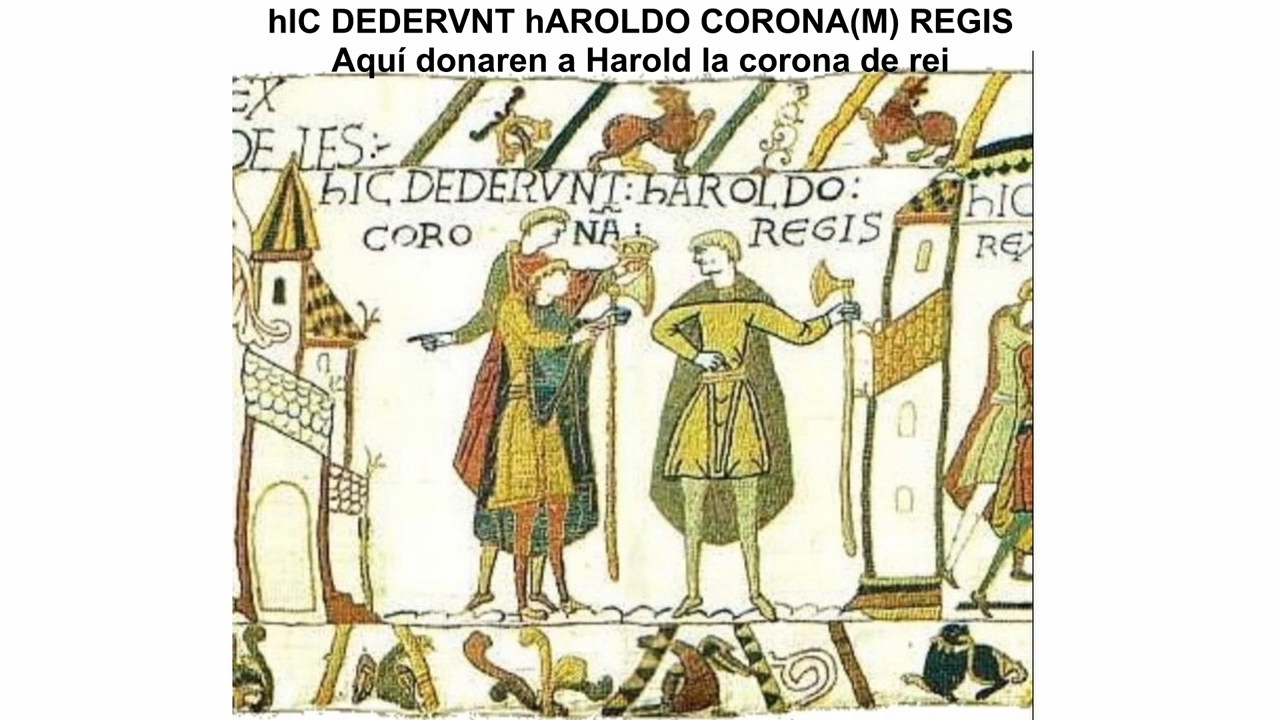 hIC DEDERVNT hAROLDO CORONA(M) REGIS
Aquí donaren a Harold la corona de rei
EX
DE IES:-
hIC DEDERVNT: hAROLDO:
CORO NÃ: REGIS
hIC
REX